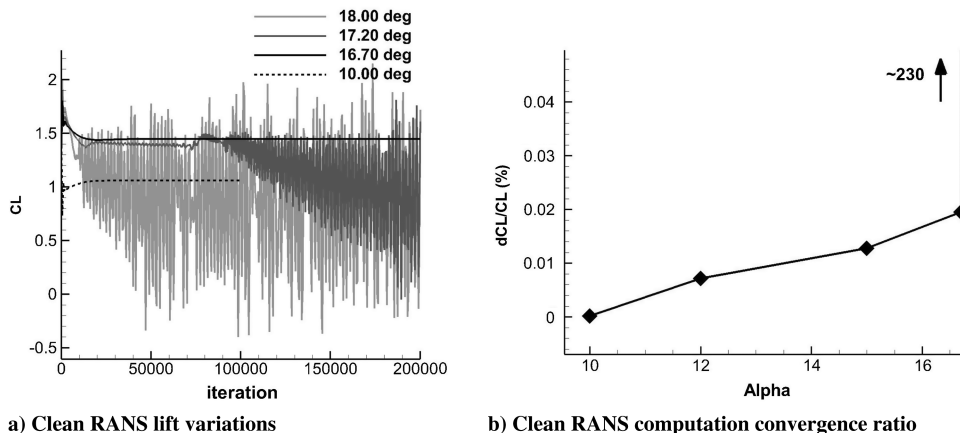 18.00 deg
17.20 deg
16.70 deg
10.00 deg
2
1.5
1
0.5
0
-0.5
CL
0
50000
100000
150000
200000
iteration
a) Clean RANS lift variations
~230
0.04
0.03
0.02
0.01
0
dCL/CL (%)
10
12
14
16
Alpha
b) Clean RANS computation convergence ratio